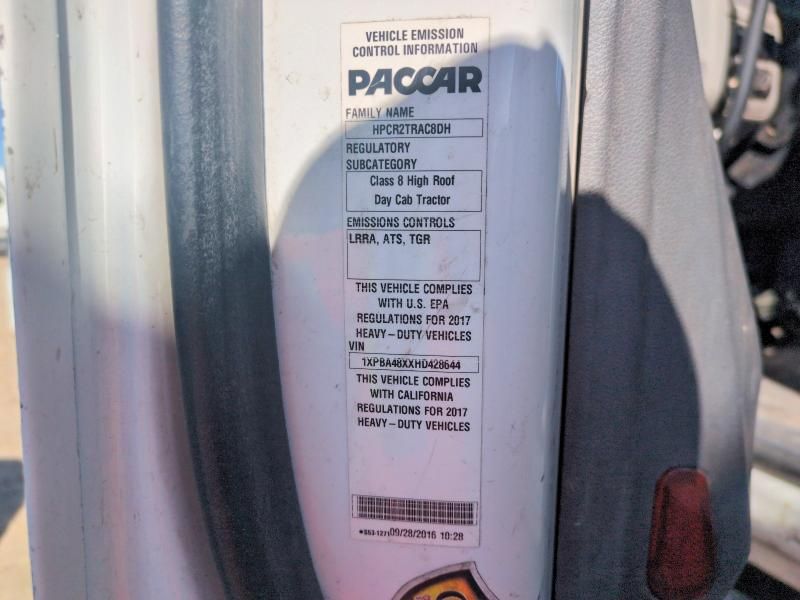 VEHICLE EMISSION
CONTROL INFORMATION
PACCAR
FAMILY NAME
HPCR2TRAC8DH
REGULATORY
SUBCATEGORY
Class 8 High Roof
Day Cab Tractor
EMISSIONS CONTROLS
LRRA, ATS, TGR
THIS VEHICLE COMPLIES
WITH U.S. EPA
REGULATIONS FOR 2017
HEAVY-DUTY VEHICLES
VIN
1XPBA48XXHD428644
THIS VEHICLE COMPLIES
WITH CALIFORNIA
REGULATIONS FOR 2017
HEAVY-DUTY VEHICLES
*S53-1271 09/28/2016 10:28